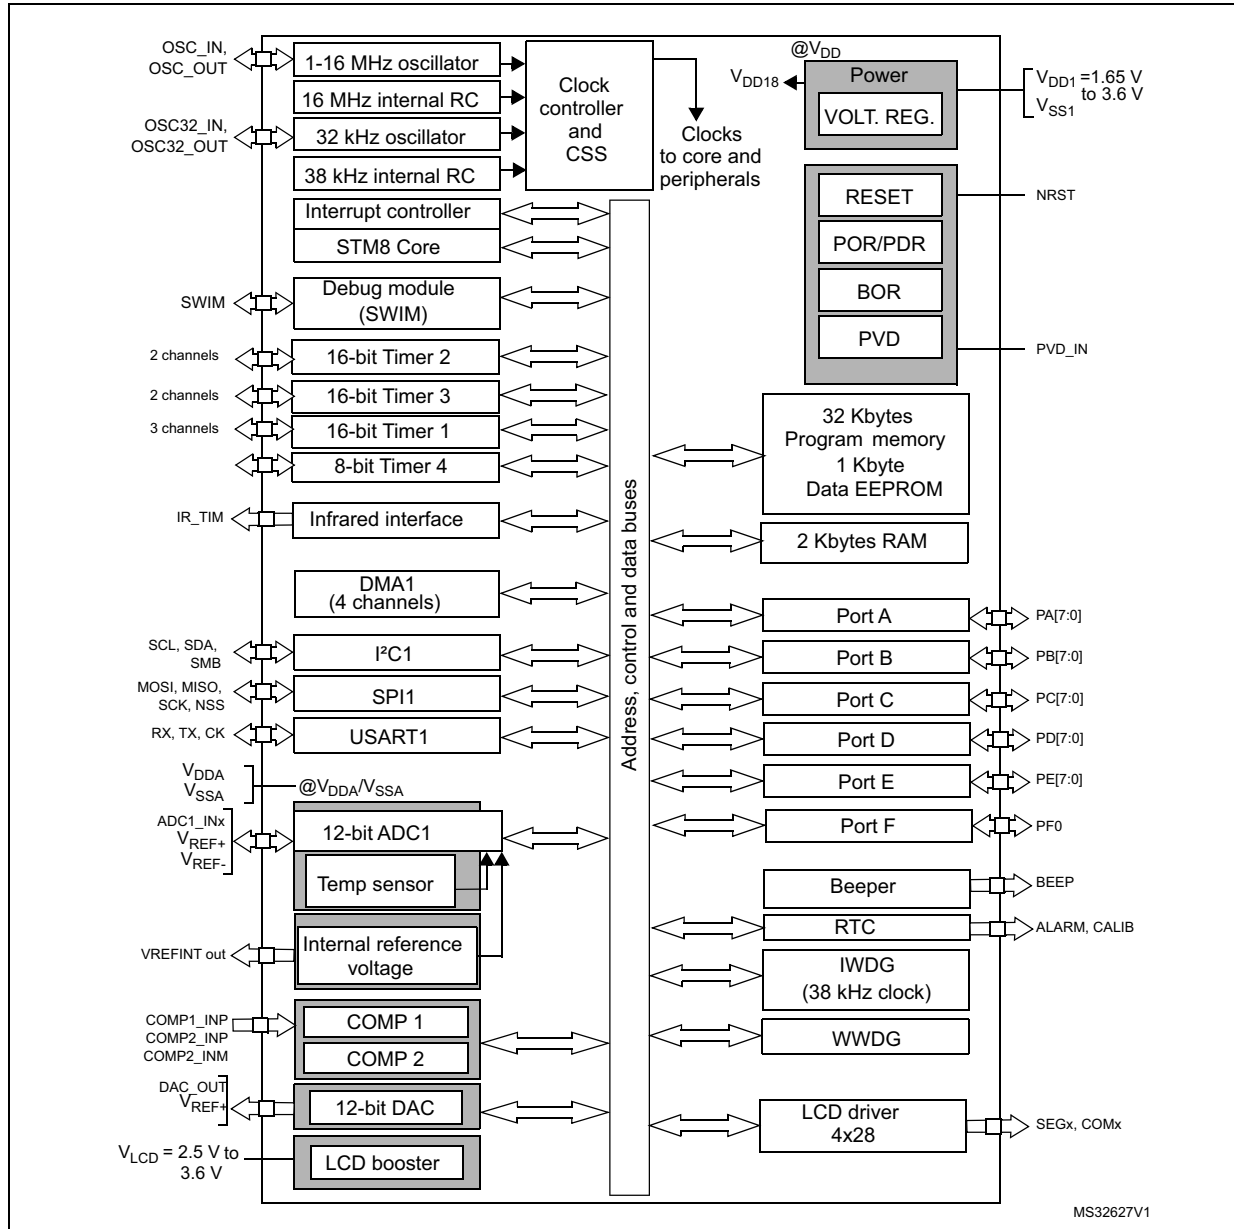 OSC_IN,
OSC_OUT
1-16 MHz oscillator
16 MHz internal RC
OSC32_IN,
OSC32_OUT
32 kHz oscillator
38 kHz internal RC
Clock
controller
and
CSS
Clocks
to core and
peripherals
@VDD
VDD18
Power
VOLT. REG.
VDD1 =1.65 V
to 3.6 V
VSS1
RESET
NRST
POR/PDR
BOR
PVD
PVD_IN
Interrupt controller
STM8 Core
SWIM
Debug module
(SWIM)
2 channels
16-bit Timer 2
2 channels
16-bit Timer 3
3 channels
16-bit Timer 1
8-bit Timer 4
IR_TIM
Infrared interface
DMA1
(4 channels)
SCL, SDA,
SMB
I²C1
MOSI, MISO,
SCK, NSS
SPI1
RX, TX, CK
USART1
VDDA
VSSA
@VDDA/VSSA
ADC1_INx
VREF+
VREF-
12-bit ADC1
Temp sensor
VREFINT out
Internal reference
voltage
COMP1_INP
COMP2_INP
COMP2_INM
COMP 1
COMP 2
DAC_OUT
VREF+
12-bit DAC
VLCD = 2.5 V to
3.6 V
LCD booster
Address, control and data buses
32 Kbytes
Program memory
1 Kbyte
Data EEPROM
2 Kbytes RAM
Port A
PA[7:0]
Port B
PB[7:0]
Port C
PC[7:0]
Port D
PD[7:0]
Port E
PE[7:0]
Port F
PF0
Beeper
BEEP
RTC
ALARM, CALIB
IWDG
(38 kHz clock)
WWDG
LCD driver
4x28
SEGx, COMx
MS32627V1